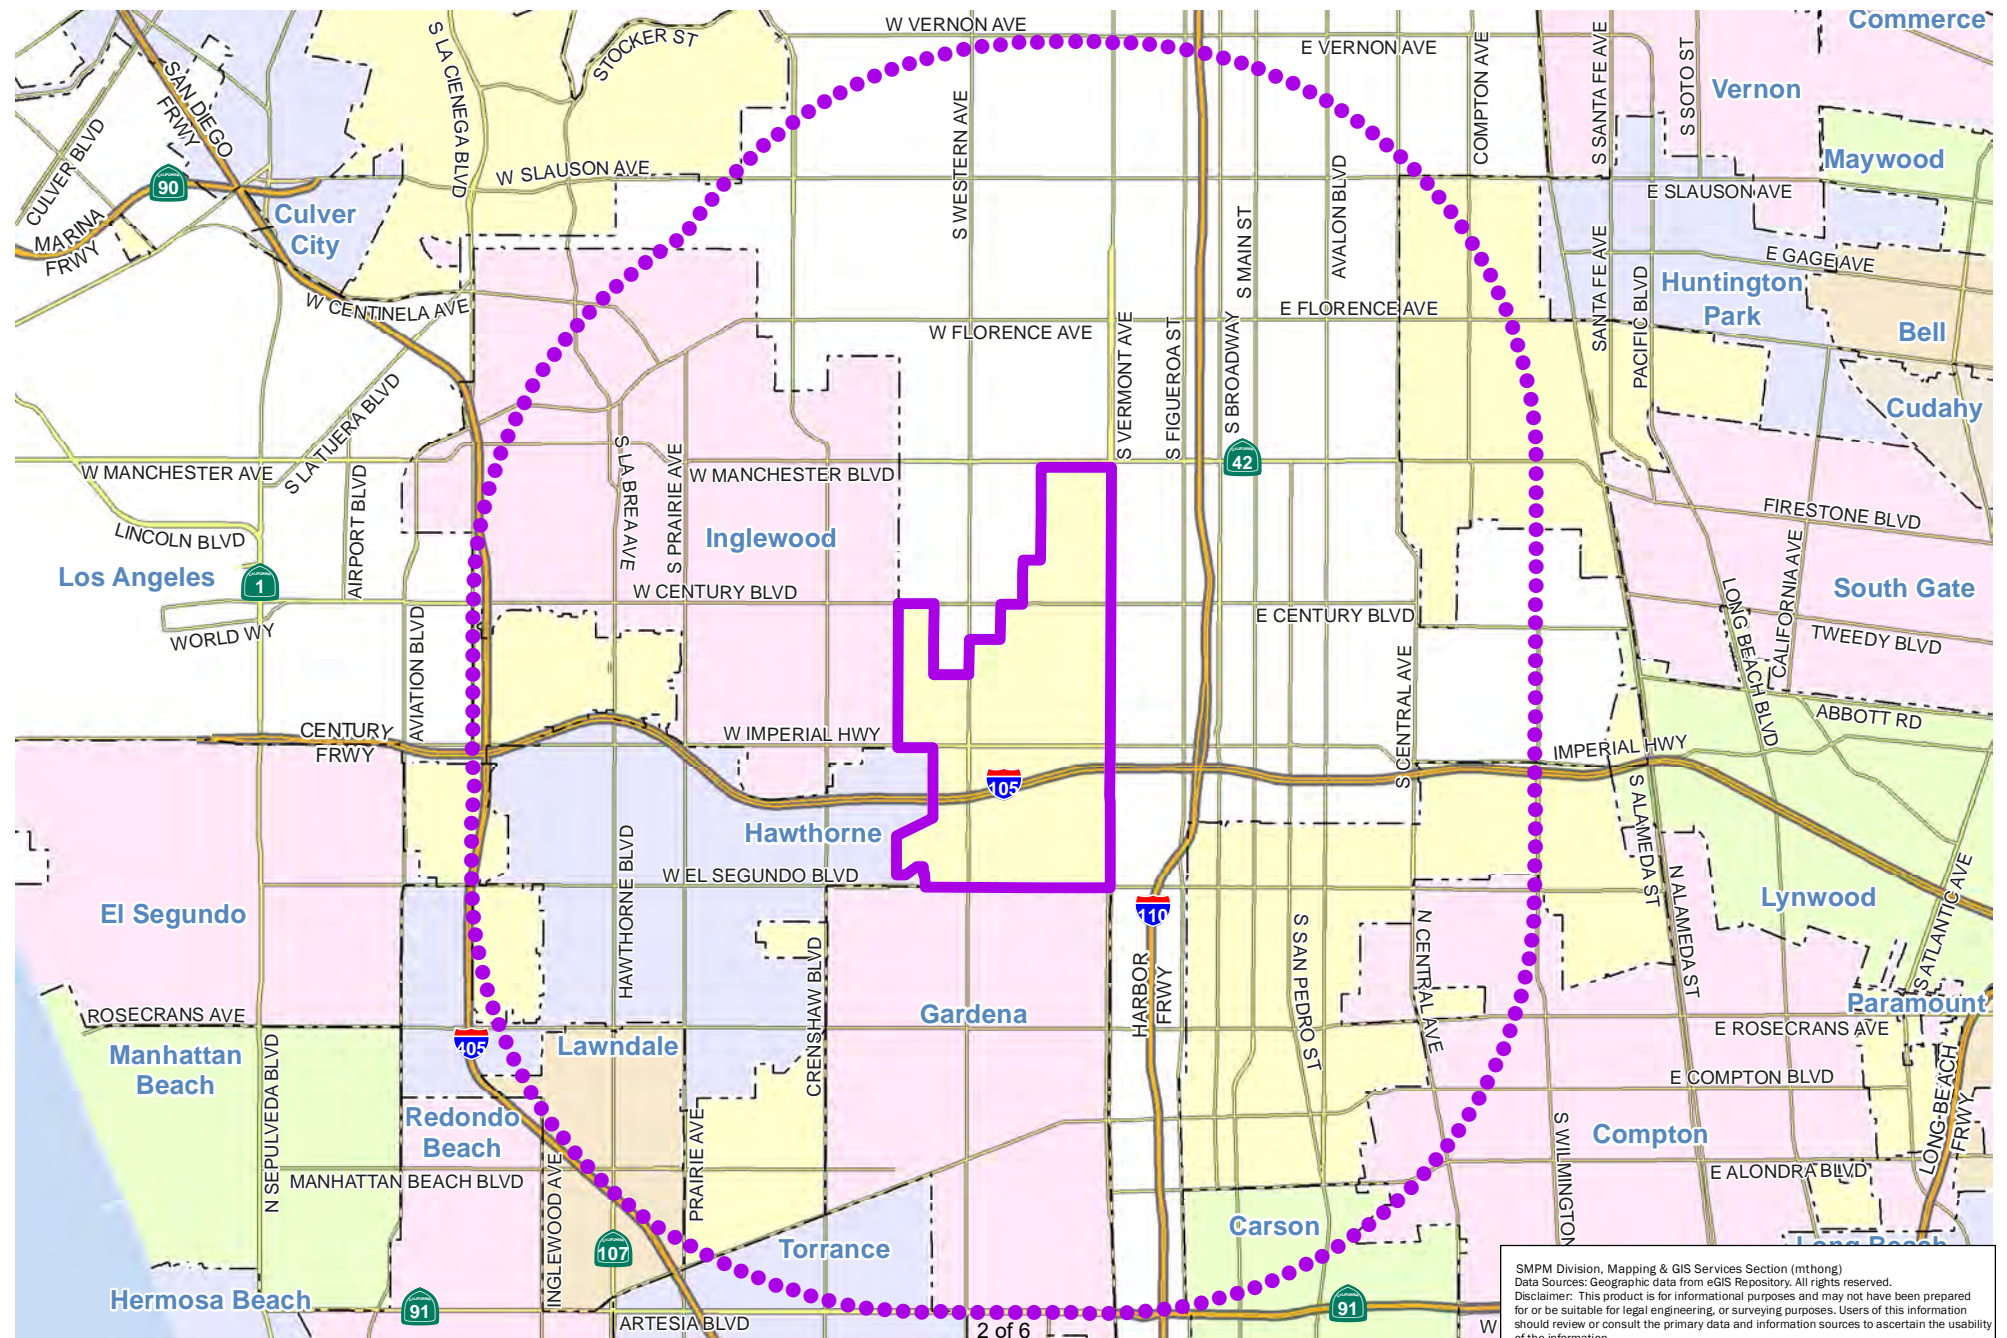 W VERNON AVE
E VERNON AVE
Commerce
STOCKER ST
S LA CIENEGA BLVD
COMPTON AVE
S SANTA FE AVE
S SOTO ST
Vernon
SAN DIEGO
FRWY
CULVER BLVD
90
MARINA
FRWY
Culver
City
W SLAUSON AVE
S WESTERN AVE
AVALON BLVD
S MAIN ST
Maywood
E SLAUSON AVE
E GAGE AVE
Huntington
Park
SANTA FE AVE
PACIFIC BLVD
Bell
W CENTINELA AVE
W FLORENCE AVE
E FLORENCE AVE
S VERMONT AVE
S FIGUEROA ST
S BROADWAY
Cudahy
S LA TIJERA BLVD
W MANCHESTER AVE
W MANCHESTER BLVD
42
LINCOLN BLVD
AIRPORT BLVD
S LA BREA AVE
S PRAIRIE AVE
Inglewood
FIRESTONE BLVD
CALIFORNIA AVE
Los Angeles
1
W CENTURY BLVD
E CENTURY BLVD
LONG BEACH BLVD
South Gate
TWEEDY BLVD
WORLD WY
AVIATION BLVD
S CENTRAL AVE
ABBOTT RD
CENTURY
FRWY
W IMPERIAL HWY
IMPERIAL HWY
105
S ALAMEDA ST
Hawthorne
HAWTHORNE BLVD
W EL SEGUNDO BLVD
El Segundo
110
N ALAMEDA ST
Lynwood
S ATLANTIC AVE
CRENSHAW BLVD
HARBOR
FRWY
S SAN PEDRO ST
N CENTRAL AVE
Gardena
Paramount
ROSECRANS AVE
E ROSECRANS AVE
405
Lawndale
Manhattan
Beach
N SEPULVEDA BLVD
E COMPTON BLVD
Redondo
Beach
PRAIRIE AVE
Compton
LONG BEACH
FRWY
S WILMINGTON
MANHATTAN BEACH BLVD
INGLEWOOD AVE
E ALONDRA BLVD
Carson
Torrance
107
Long Beach
Hermosa Beach
91
ARTESIA BLVD
91
W
2 of 6
SMPM Division, Mapping & GIS Services Section (mthong)
Data Sources: Geographic data from eGIS Repository. All rights reserved.
Disclaimer: This product is for informational purposes and may not have been prepared
for or be suitable for legal engineering, or surveying purposes. Users of this information
should review or consult the primary data and information sources to ascertain the usability
of the information.